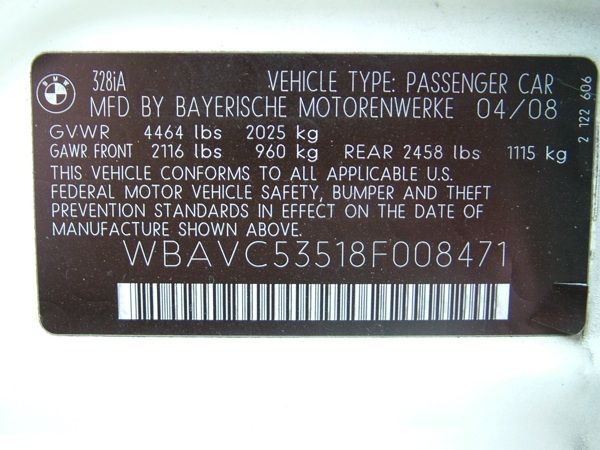 BMW
328iA VEHICLE TYPE: PASSENGER CAR
MFD BY BAYERISCHE MOTORENWERKE 04/08
GVWR 4464 lbs 2025 kg
GAWR FRONT 2116 lbs 960 kg REAR 2458 lbs 1115 kg
THIS VEHICLE CONFORMS TO ALL APPLICABLE U.S.
FEDERAL MOTOR VEHICLE SAFETY, BUMPER AND THEFT
PREVENTION STANDARDS IN EFFECT ON THE DATE OF
MANUFACTURE SHOWN ABOVE.
WBAVC53518F008471
2 122 606